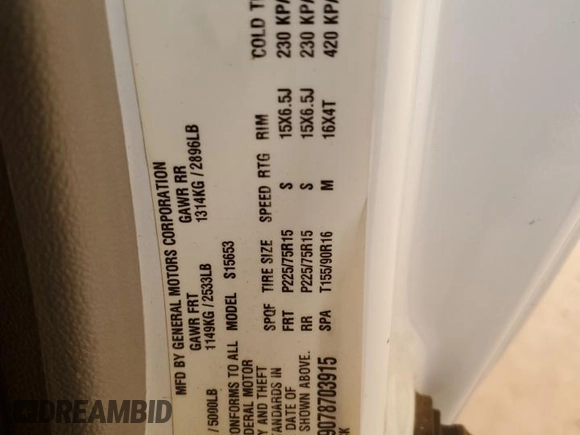 MFD BY GENERAL MOTORS CORPORATION
GAWR FRT GAWR RR
/ 5000LB 1149KG / 2533LB 1314KG / 2896LB
ONFORMS TO ALL MODEL S15653
DERAL MOTOR
Y AND THEFT
TANDARDS IN
DATE OF
SHOWN ABOVE.
9078703915
SPQF TIRE SIZE SPEED RTG RIM COLD
FRT P225/75R15 S 15X6.5J 230 KPA
RR P225/75R15 S 15X6.5J 230 KPA
SPA T155/90R16 M 16X4T 420 KPA
DREAMBID